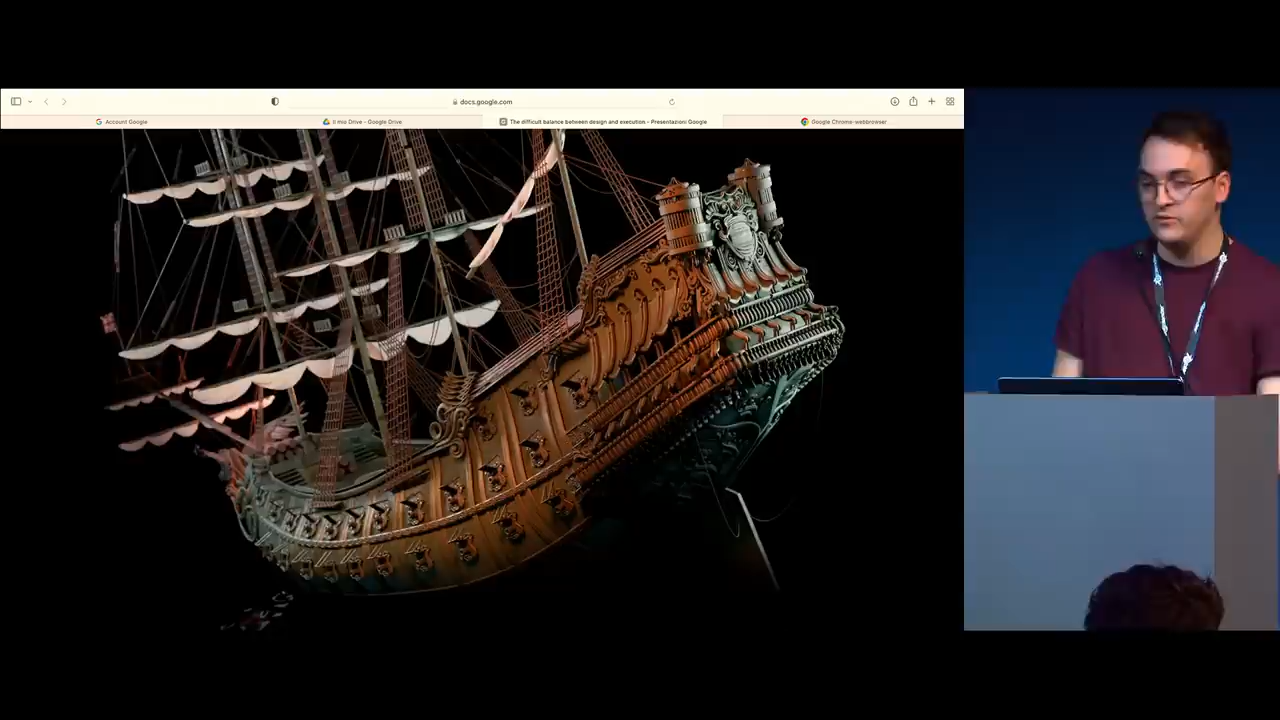 docs.google.com
Account Google
Il mio Drive - Google Drive
The difficult balance between design and execution - Presentazioni Google
Google Chrome-webbrowser